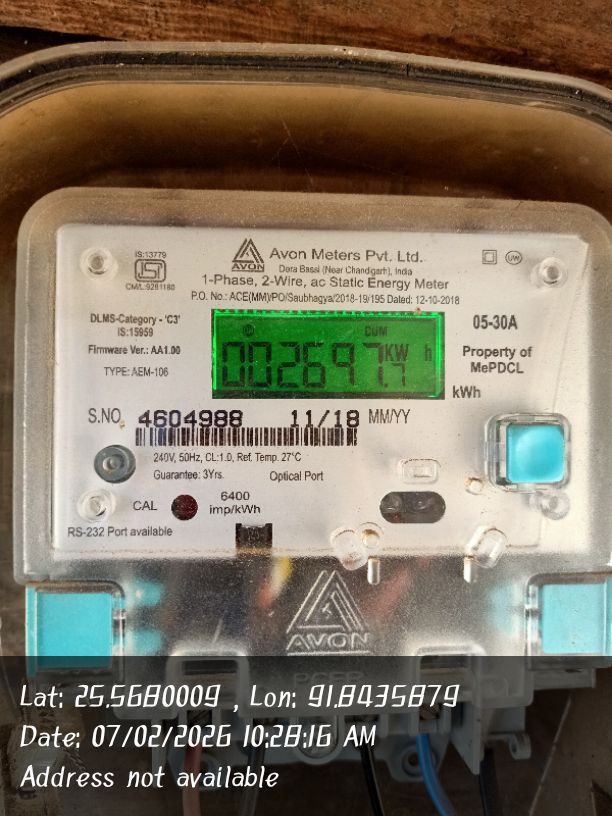 IS:13779
ISI
CM/L:9281180
AVON
Avon Meters Pvt. Ltd.
Dera Bassi (Near Chandigarh), India
1-Phase, 2-Wire, ac Static Energy Meter
P.O. No.: ACE(MM)/PO/Saubhagya/2018-19/195 Dated: 12-10-2018
DLMS-Category - 'C3'
IS:15959
Firmware Ver.: AA1.00
TYPE: AEM-106
CUM
002697.7 KW h
kWh
05-30A
Property of
MePDCL
S.NO. 4604988 11/18 MM/YY
240V, 50Hz, CL:1.0, Ref. Temp. 27°C
Guarantee: 3Yrs. Optical Port
CAL 6400
imp/kWh
RS-232 Port available
AVON
Lat: 25.5680009 , Lon: 91.8435879
Date: 07/02/2026 10:28:16 AM
Address not available